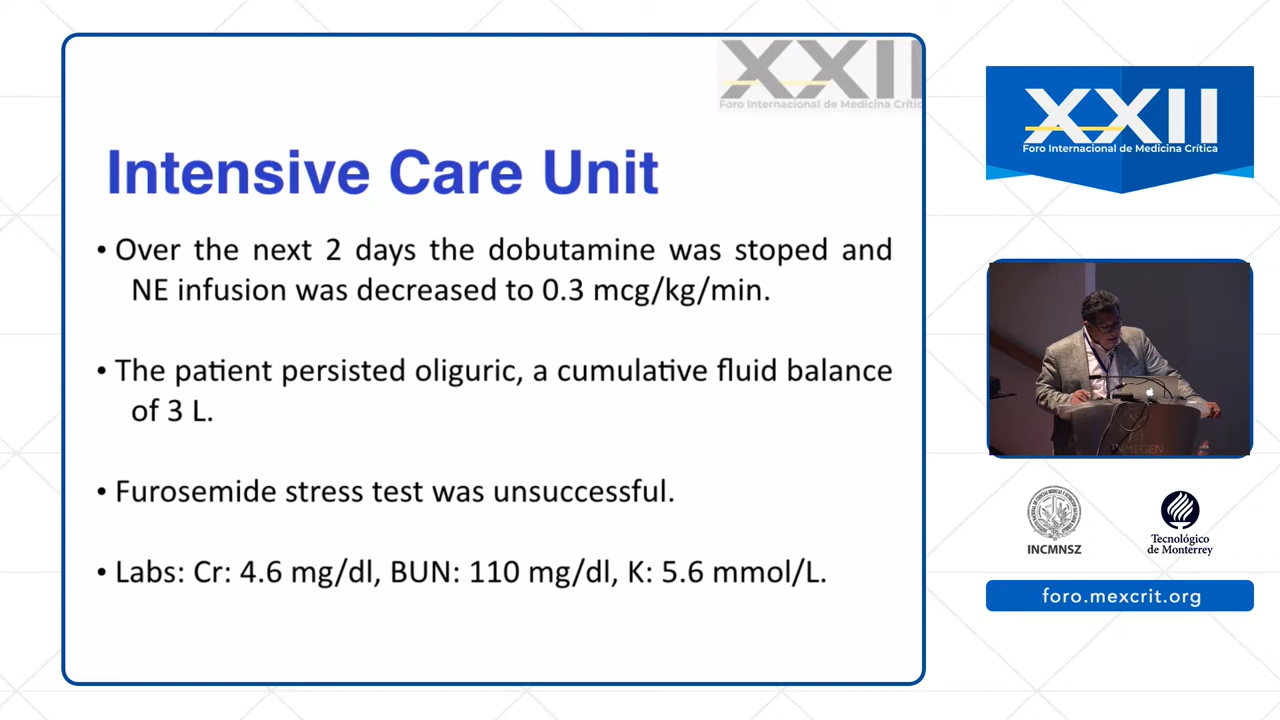 XXII
Foro Internacional de Medicina Crític
Intensive Care Unit
• Over the next 2 days the dobutamine was stoped and
NE infusion was decreased to 0.3 mcg/kg/min.
• The patient persisted oliguric, a cumulative fluid balance
of 3 L.
• Furosemide stress test was unsuccessful.
• Labs: Cr: 4.6 mg/dl, BUN: 110 mg/dl, K: 5.6 mmol/L.
XXII
Foro Internacional de Medicina Crítica
INMEGEN
INCMNSZ
Tecnológico
de Monterrey
foro.mexcrit.org